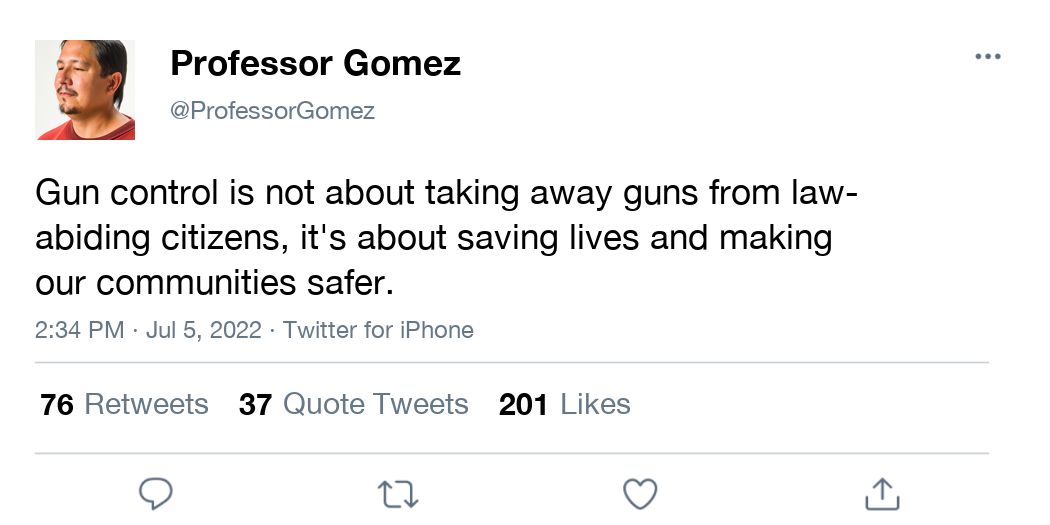 Professor Gomez
@ProfessorGomez
Gun control is not about taking away guns from law-
abiding citizens, it's about saving lives and making
our communities safer.
2:34 PM · Jul 5, 2022 · Twitter for iPhone
76 Retweets 37 Quote Tweets 201 Likes